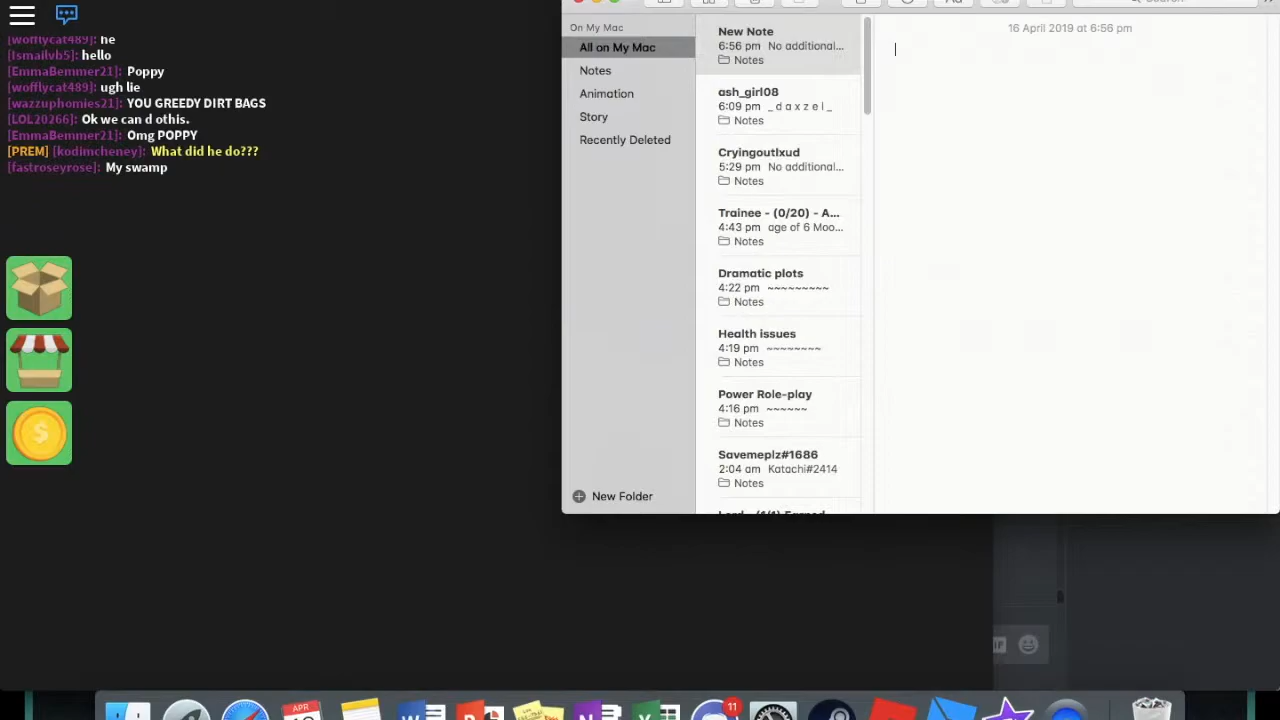 [wofflycat489]: he
[Ismailvb5]: hello
[EmmaBemmer21]: Poppy
[wofflycat489]: ugh lie
[wazzuphomies21]: YOU GREEDY DIRT BAGS
[LOL20266]: Ok we can d othis.
[EmmaBemmer21]: Omg POPPY
[PREM] [kodimcheney]: What did he do???
[fastroseyrose]: My swamp
On My Mac
All on My Mac
Notes
Animation
Story
Recently Deleted
New Folder
New Note
6:56 pm No additional...
Notes
ash_girl08
6:09 pm _ d a x z e l _
Notes
Cryingoutlxud
5:29 pm No additional...
Notes
Trainee - (0/20) - A...
4:43 pm age of 6 Moo...
Notes
Dramatic plots
4:22 pm ~~~~~~~~~
Notes
Health issues
4:19 pm ~~~~~~~~
Notes
Power Role-play
4:16 pm ~~~~~~
Notes
Savemeplz#1686
2:04 am Katachi#2414
Notes
16 April 2019 at 6:56 pm
APR
11